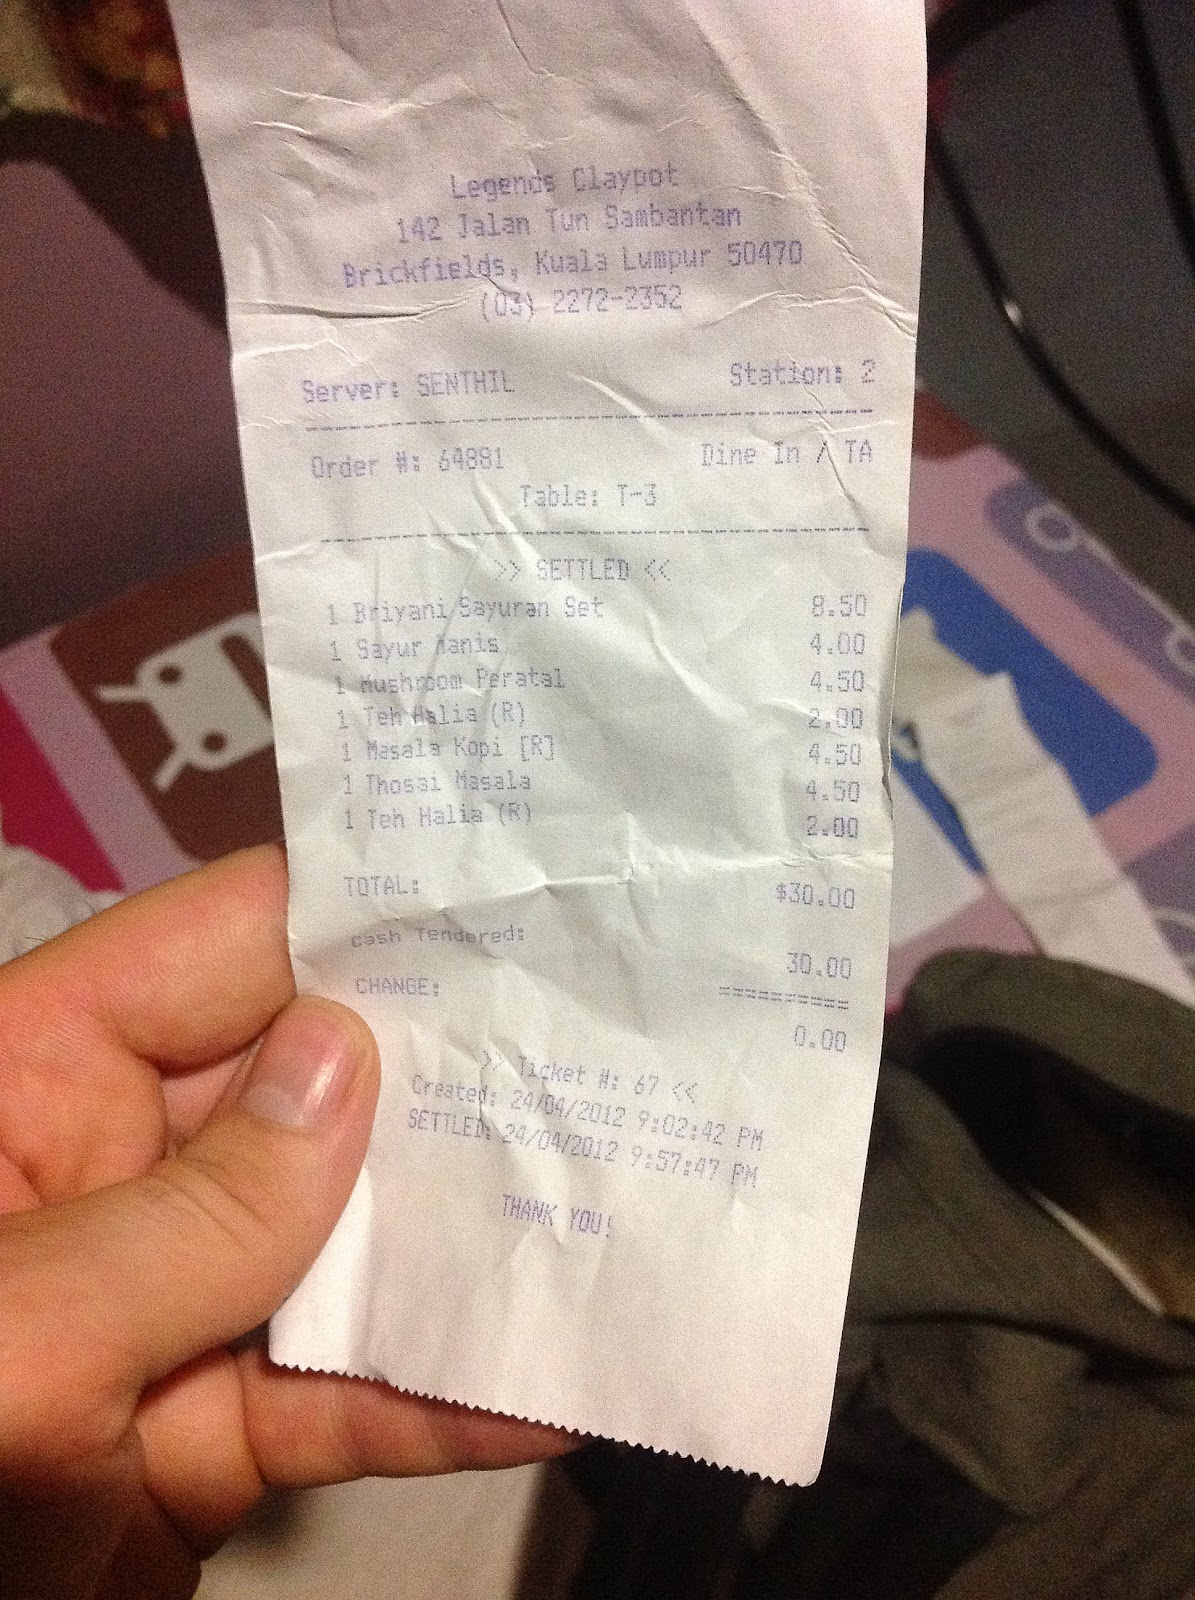 Legends Claypot
142 Jalan Tun Sambantan
Brickfields, Kuala Lumpur 50470
(03) 2272-2352
Server: SENTHIL Station: 2
Order #: 64881 Dine In / TA
Table: T-3
>> SETTLED <<
1 Briyani Sayuran Set 8.50
1 Sayur Manis 4.00
1 Mushroom Peratal 4.50
1 Teh Halia (R) 2.00
1 Masala Kopi [R] 4.50
1 Thosai Masala 4.50
1 Teh Halia (R) 2.00
TOTAL: $30.00
Cash Tendered: 30.00
==========
CHANGE: 0.00
>> Ticket #: 67 <<
Created: 24/04/2012 9:02:42 PM
SETTLED: 24/04/2012 9:57:47 PM
THANK YOU!